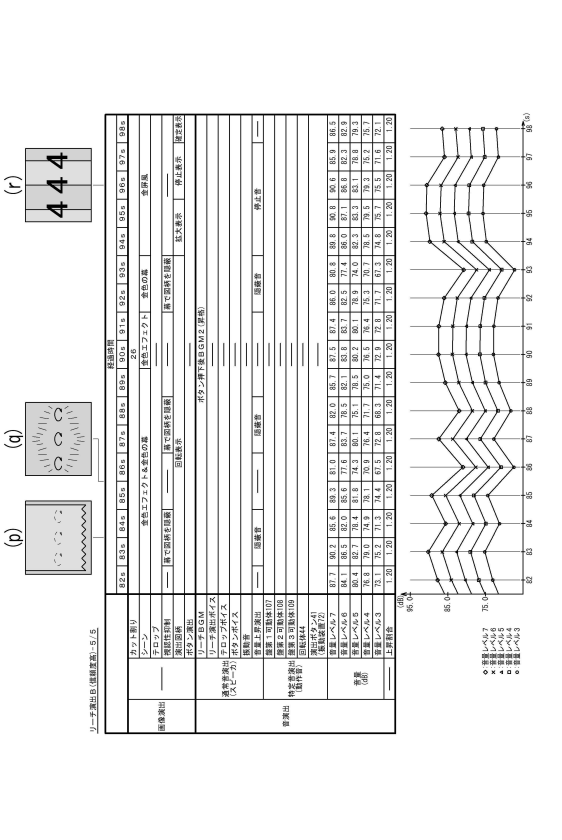 (p) (q) (r)
4 4 4
リーチ演出B(信頼度高)-5/5
経過時間
82s 83s 84s 85s 86s 87s 88s 89s 90s 91s 92s 93s 94s 95s 96s 97s 98s
画像演出
カット割り 26
シーン 金色エフェクト&金色の幕 金色エフェクト 金色の幕 金屏風
テロップ
視認性抑制 ― 幕で図柄を隠蔽 ― 幕で図柄を隠蔽 ― 幕で図柄を隠蔽 ―
演出図柄 回転表示 拡大表示 停止表示 確定表示
ボタン演出 ―
音演出
通常音演出(スピーカ)
リーチBGM ボタン押下後BGM2(昇格)
リーチ演出ボイス ―
テロップボイス ―
ボタンボイス ―
振動音 ―
音量上昇演出 ― 隠蔽音 ― 隠蔽音 ― 隠蔽音 停止音 ―
特定音演出(動作音)
盤第1可動体107 ―
盤第2可動体108 ―
盤第3可動体109 ―
回転体44 ―
演出ボタン41(振動装置72) ―
音量(dB)
音量レベル7 87.7 90.2 85.6 89.3 81.0 87.4 82.0 85.7 87.5 87.4 86.0 80.8 89.8 90.8 90.6 85.9 86.5
音量レベル6 84.1 86.5 82.0 85.6 77.6 83.7 78.5 82.1 83.8 83.7 82.5 77.4 86.0 87.1 86.8 82.3 82.9
音量レベル5 80.4 82.7 78.4 81.8 74.3 80.1 75.1 78.5 80.2 80.1 78.9 74.0 82.3 83.3 83.1 78.8 79.3
音量レベル4 76.8 79.0 74.9 78.1 70.9 76.4 71.7 75.0 76.5 76.4 75.3 70.7 78.5 79.5 79.3 75.2 75.7
音量レベル3 73.1 75.2 71.3 74.4 67.5 72.8 68.3 71.4 72.9 72.8 71.7 67.3 74.8 75.7 75.5 71.6 72.1
― 上昇割合 1.20 1.20 1.20 1.20 1.20 1.20 1.20 1.20 1.20 1.20 1.20 1.20 1.20 1.20 1.20 1.20 1.20
(dB)
95.0
85.0
75.0
◇:音量レベル7
×:音量レベル6
▲:音量レベル5
□:音量レベル4
○:音量レベル3
82 83 84 85 86 87 88 89 90 91 92 93 94 95 96 97 98 (s)